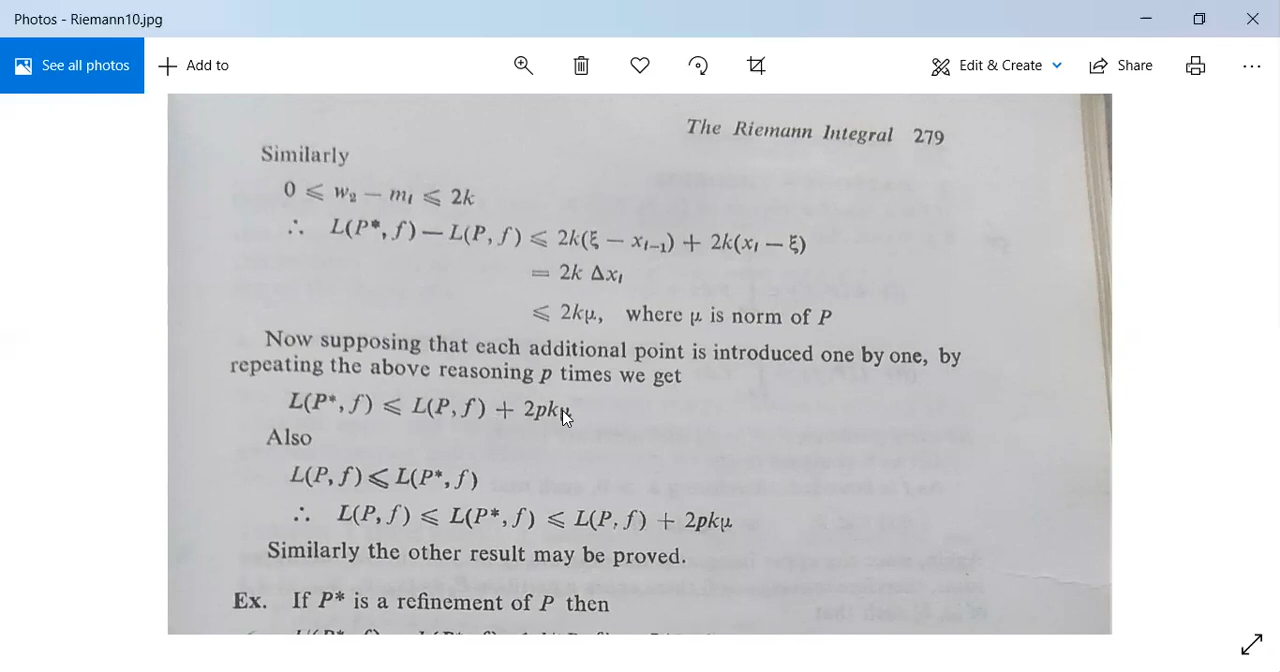 Photos - Riemann10.jpg
See all photos
Add to
Edit & Create
Share
The Riemann Integral 279
Similarly
0 ⩽ w₂ − mᵢ ⩽ 2k
∴ L(P*, f) − L(P, f) ⩽ 2k(ξ − xᵢ₋₁) + 2k(xᵢ − ξ)
= 2k Δxᵢ
⩽ 2kμ, where μ is norm of P
Now supposing that each additional point is introduced one by one, by
repeating the above reasoning p times we get
L(P*, f) ⩽ L(P, f) + 2pkμ
Also
L(P, f) ⩽ L(P*, f)
∴ L(P, f) ⩽ L(P*, f) ⩽ L(P, f) + 2pkμ
Similarly the other result may be proved.
Ex. If P* is a refinement of P then